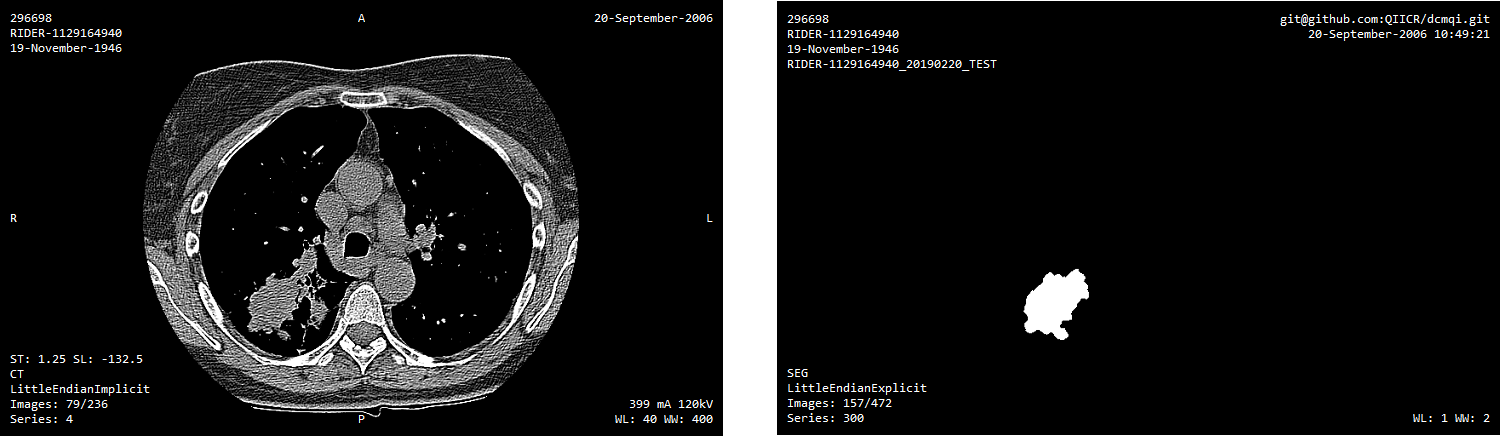 296698
RIDER-1129164940
19-November-1946
A
20-September-2006
R
L
ST: 1.25 SL: -132.5
CT
LittleEndianImplicit
Images: 79/236
Series: 4
P
399 mA 120kV
WL: 40 WW: 400
296698
RIDER-1129164940
19-November-1946
RIDER-1129164940_20190220_TEST
git@github.com:QIICR/dcmqi.git
20-September-2006 10:49:21
SEG
LittleEndianExplicit
Images: 157/472
Series: 300
WL: 1 WW: 2